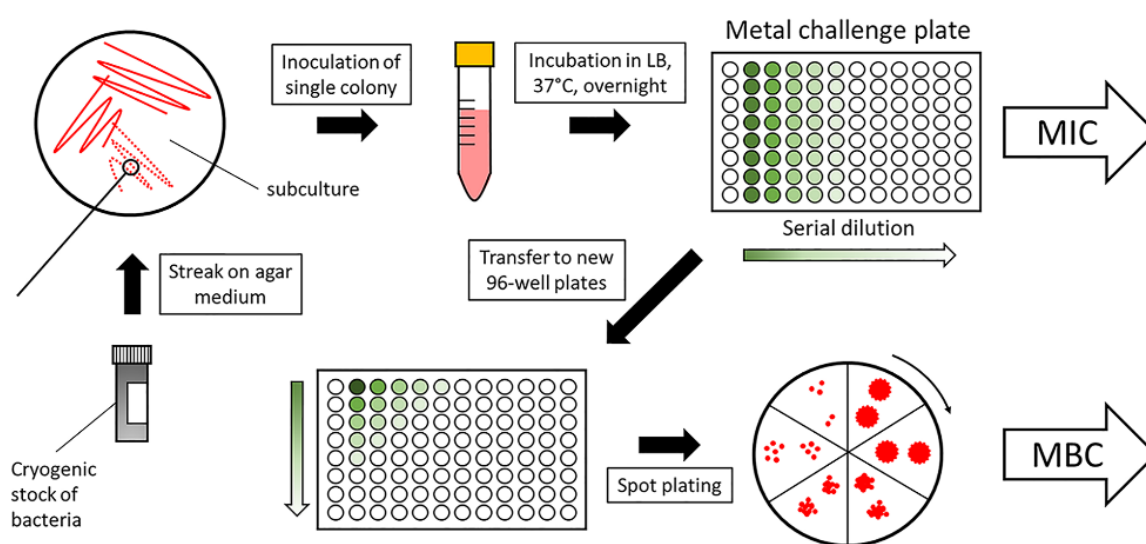 Inoculation of
single colony
Incubation in LB,
37°C, overnight
Metal challenge plate
MIC
subculture
Streak on agar
medium
Serial dilution
Transfer to new
96-well plates
Cryogenic
stock of
bacteria
Spot plating
MBC